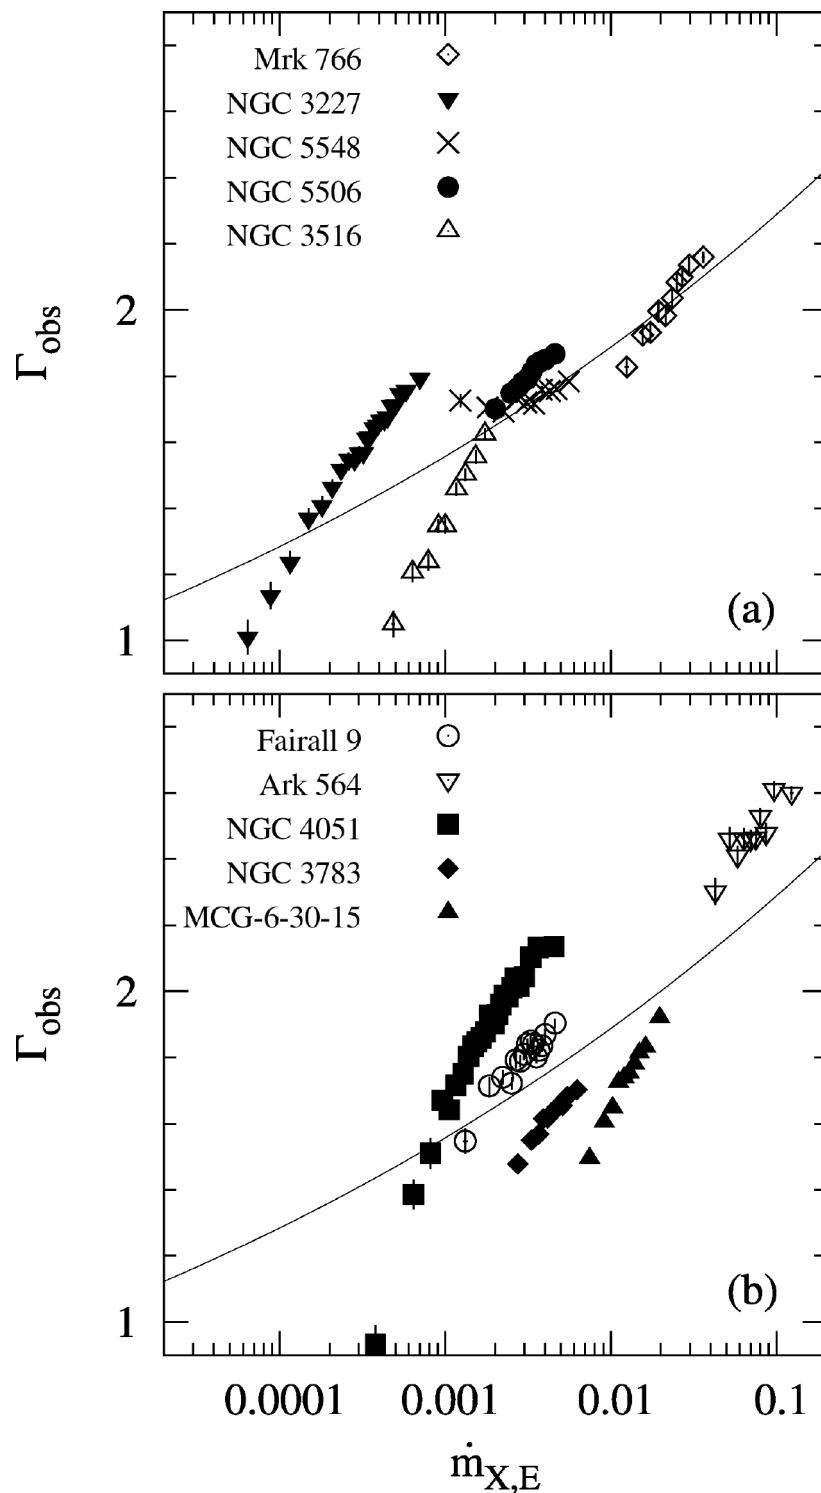 Mrk 766
NGC 3227
NGC 5548
NGC 5506
NGC 3516
2
1
Γobs
(a)
Fairall 9
Ark 564
NGC 4051
NGC 3783
MCG-6-30-15
2
1
Γobs
(b)
0.0001 0.001 0.01 0.1
ṁX,E